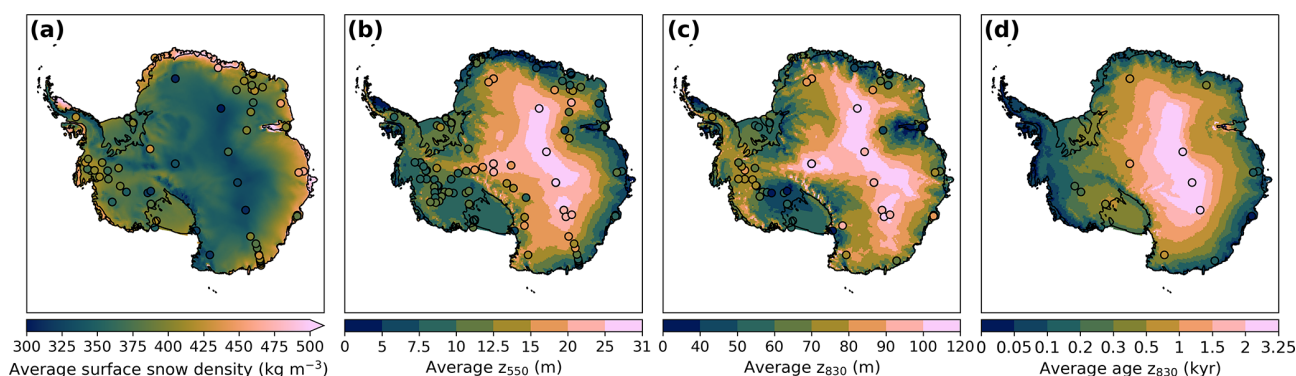 (a) (b) (c) (d)
300 325 350 375 400 425 450 475 500
Average surface snow density (kg m⁻³)
0 5 7.5 10 12.5 15 20 25 31
Average z₅₅₀ (m)
0 40 50 60 70 80 90 100 120
Average z₈₃₀ (m)
0 0.05 0.1 0.2 0.3 0.5 1 1.5 2 3.25
Average age z₈₃₀ (kyr)